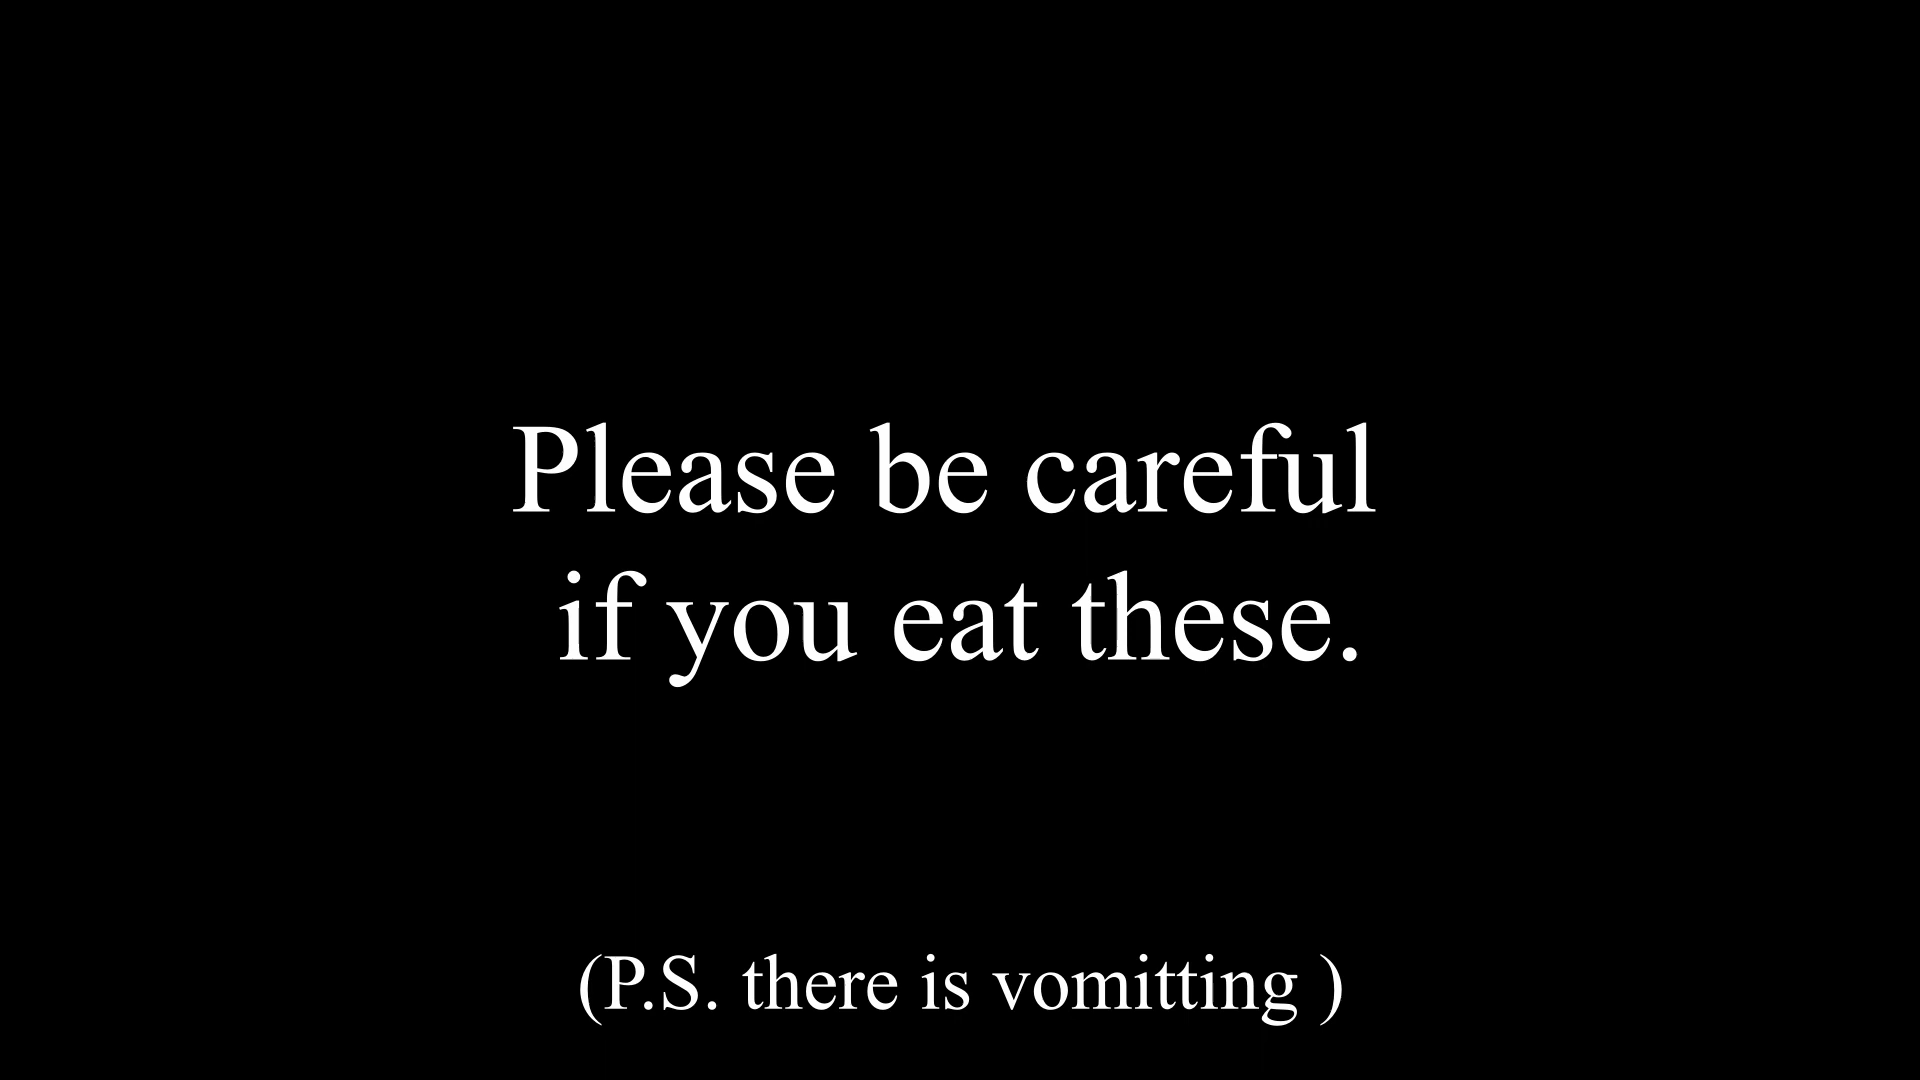 Please be careful
if you eat these.
(P.S. there is vomitting )